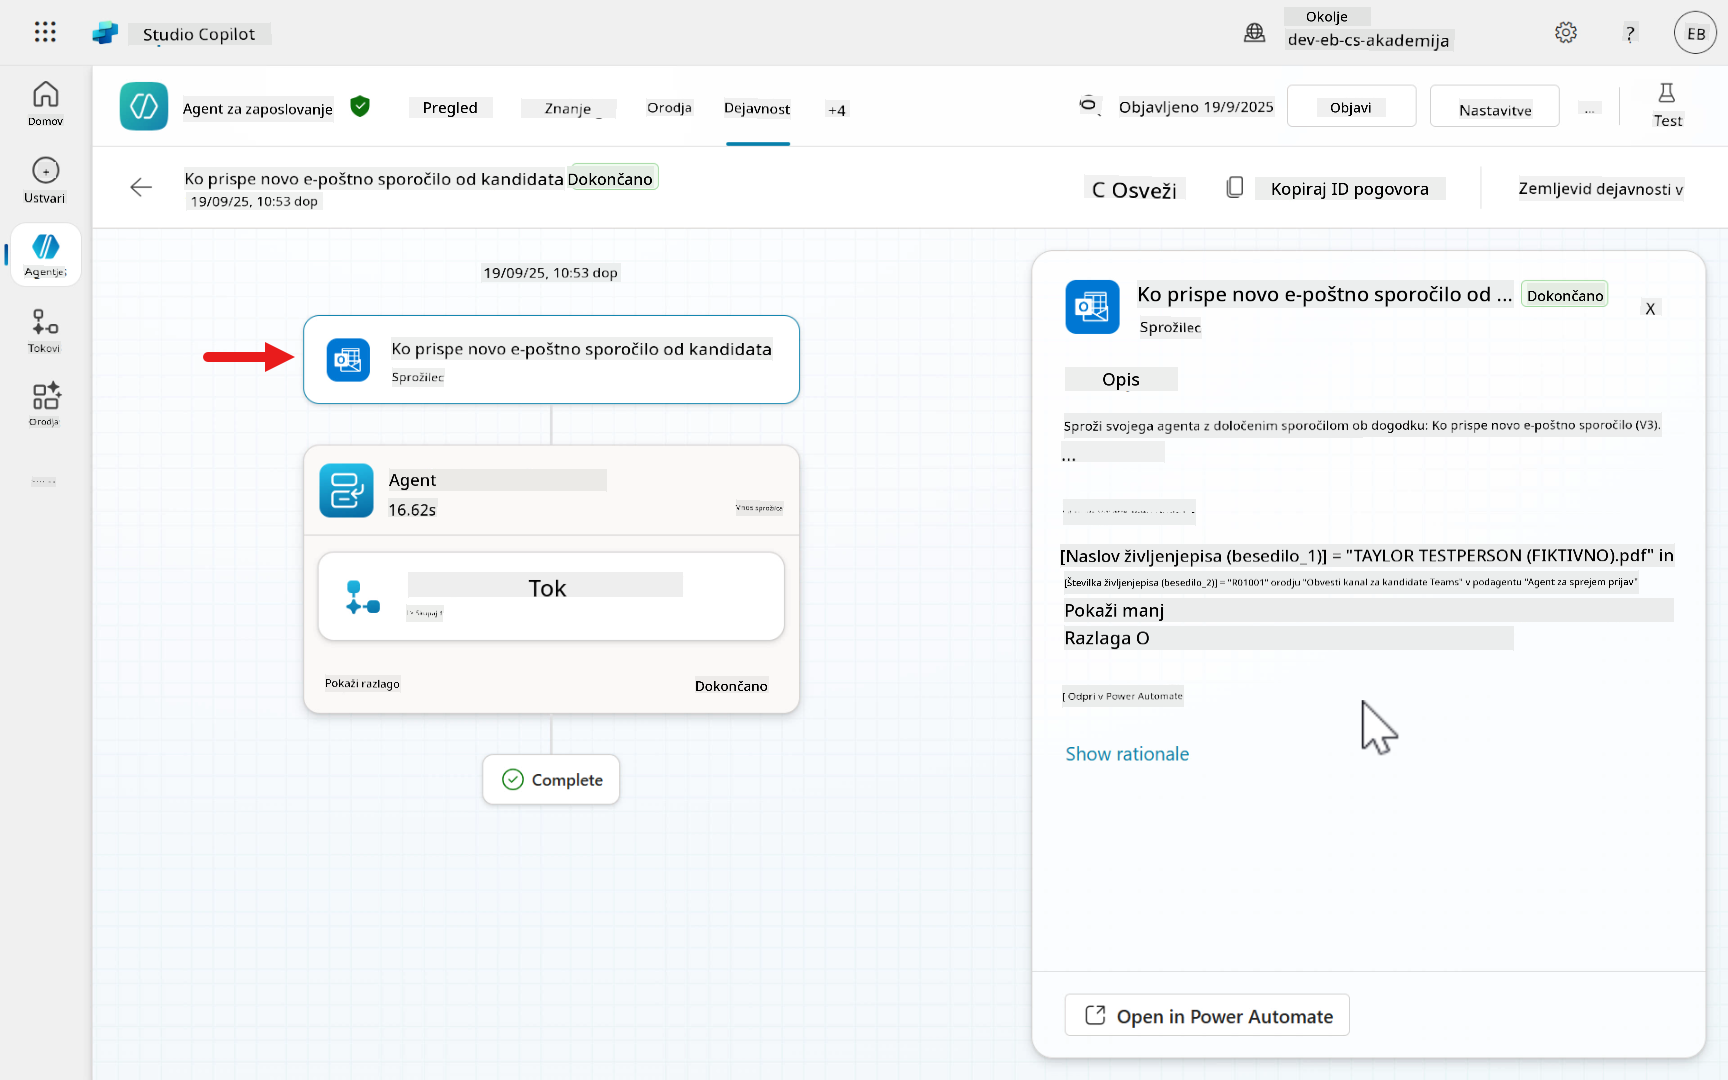 Studio Copilot
Okolje
dev-eb-cs-akademija
?
EB
Domov
Ustvari
Agentje
Tokovi
Orodja
Agent za zaposlovanje
Pregled
Znanje
Orodja
Dejavnost
+4
Objavljeno 19/9/2025
Objavi
Nastavitve
...
Test
Ko prispe novo e-poštno sporočilo od kandidata
Dokončano
19/09/25, 10:53 dop
C Osveži
Kopiraj ID pogovora
Zemljevid dejavnosti v
19/09/25, 10:53 dop
Ko prispe novo e-poštno sporočilo od kandidata
Sprožilec
Agent
16.62s
Vnos sprožilca
Tok
Pokaži razlago
Dokončano
Complete
Ko prispe novo e-poštno sporočilo od ...
Dokončano
Sprožilec
X
Opis
Sproži svojega agenta z določenim sporočilom ob dogodku: Ko prispe novo e-poštno sporočilo (V3).
...
[Naslov življenjepisa (besedilo_1)] = "TAYLOR TESTPERSON (FIKTIVNO).pdf" in
[Številka življenjepisa (besedilo_2)] = "R01001" orodju "Obvesti kanal za kandidate Teams" v podagentu "Agent za sprejem prijav"
Pokaži manj
Razlaga O
[ Odpri v Power Automate
Show rationale
Open in Power Automate